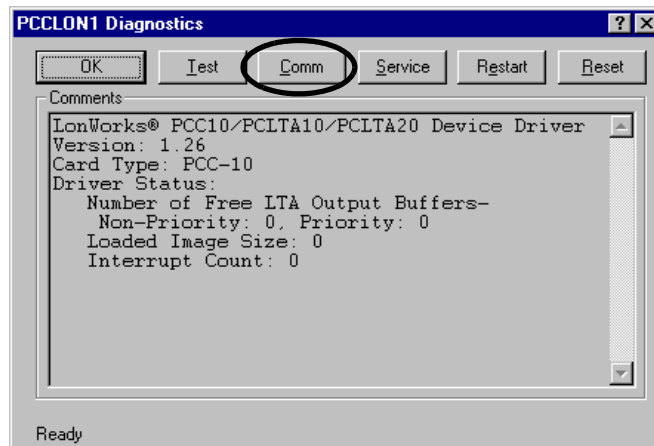 PCCLON1 Diagnostics ? X
OK Test Comm Service Restart Reset
Comments
LonWorks® PCC10/PCLTA10/PCLTA20 Device Driver
Version: 1.26
Card Type: PCC-10
Driver Status:
Number of Free LTA Output Buffers-
Non-Priority: 0, Priority: 0
Loaded Image Size: 0
Interrupt Count: 0
Ready